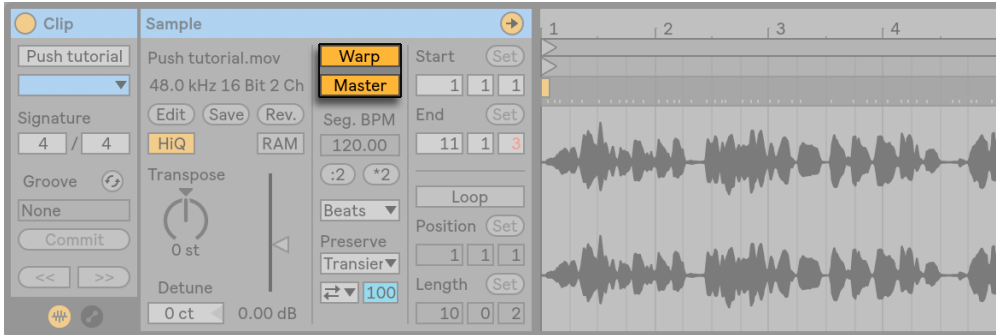 Clip
Push tutorial
Signature
4 / 4
Groove
None
Commit
<< >>
Sample
Push tutorial.mov
48.0 kHz 16 Bit 2 Ch
Edit Save Rev.
HiQ RAM
Transpose
0 st
Detune
0 ct 0.00 dB
Warp
Master
Seg. BPM
120.00
:2 *2
Beats
Preserve
Transien
100
Start Set
1 1 1
End Set
11 1 3
Loop
Position Set
1 1 1
Length Set
10 0 2
1 2 3 4